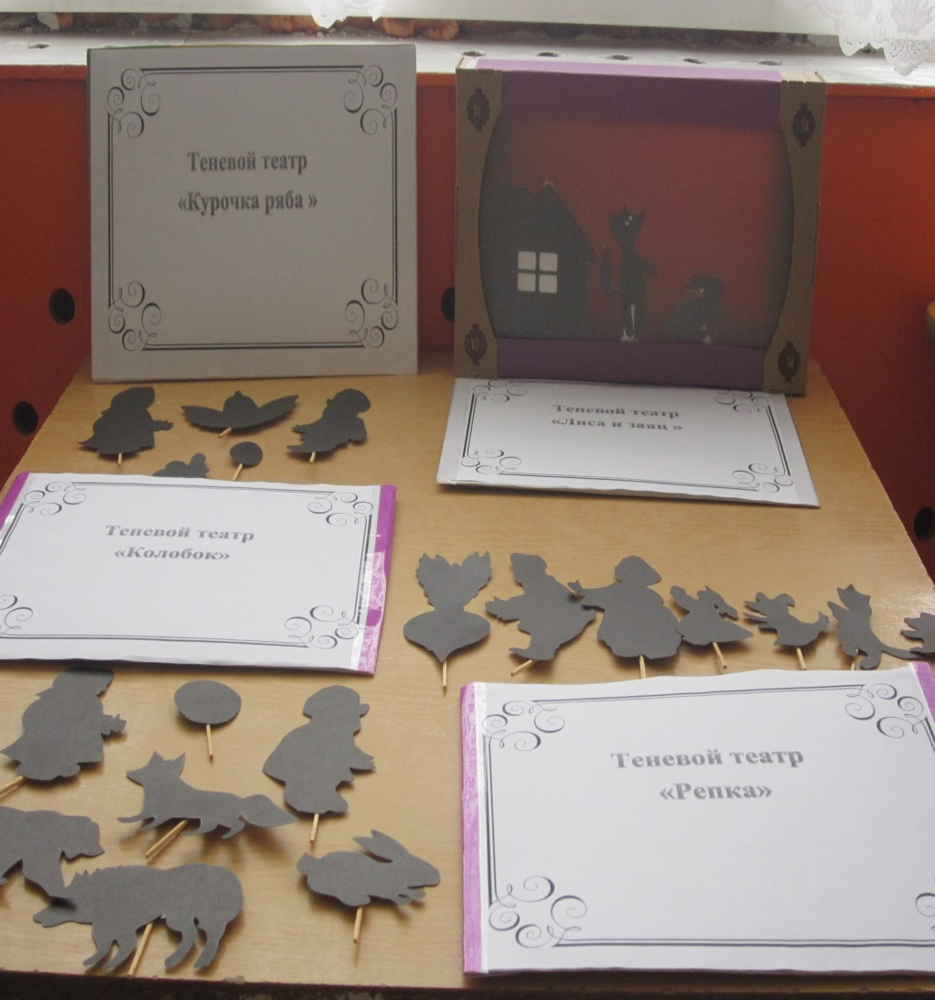 Теневой театр
«Курочка ряба »
Теневой театр
«Лиса и заяц »
Теневой театр
«Колобок»
Теневой театр
«Репка»